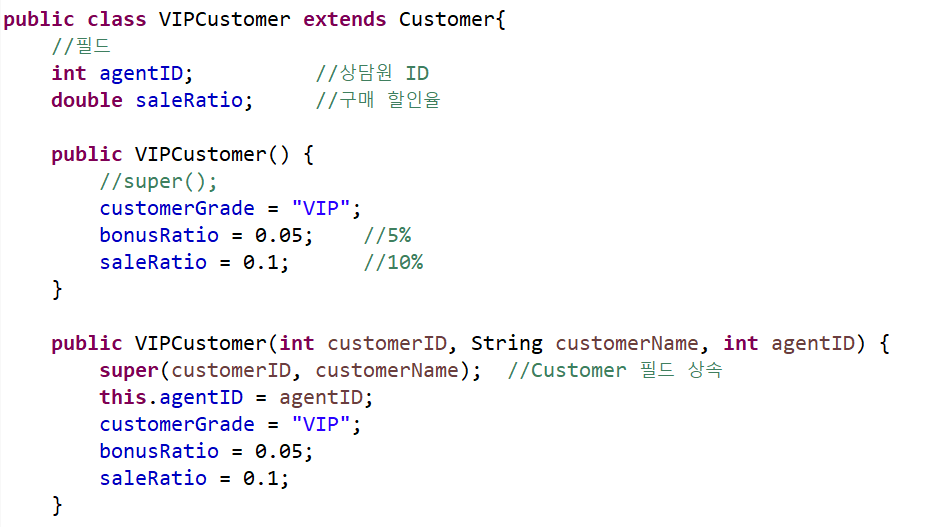 public class VIPCustomer extends Customer{
//필드
int agentID; //상담원 ID
double saleRatio; //구매 할인율
public VIPCustomer() {
//super();
customerGrade = "VIP";
bonusRatio = 0.05; //5%
saleRatio = 0.1; //10%
}
public VIPCustomer(int customerID, String customerName, int agentID) {
super(customerID, customerName); //Customer 필드 상속
this.agentID = agentID;
customerGrade = "VIP";
bonusRatio = 0.05;
saleRatio = 0.1;
}